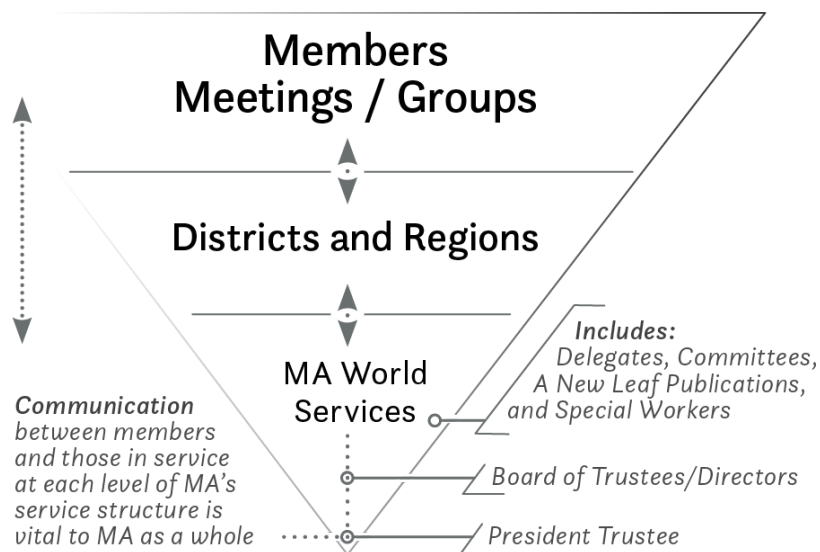 Members
Meetings / Groups
Districts and Regions
MA World
Services
Includes:
Delegates, Committees,
A New Leaf Publications,
and Special Workers
Board of Trustees/Directors
President Trustee
Communication
between members
and those in service
at each level of MA’s
service structure is
vital to MA as a whole